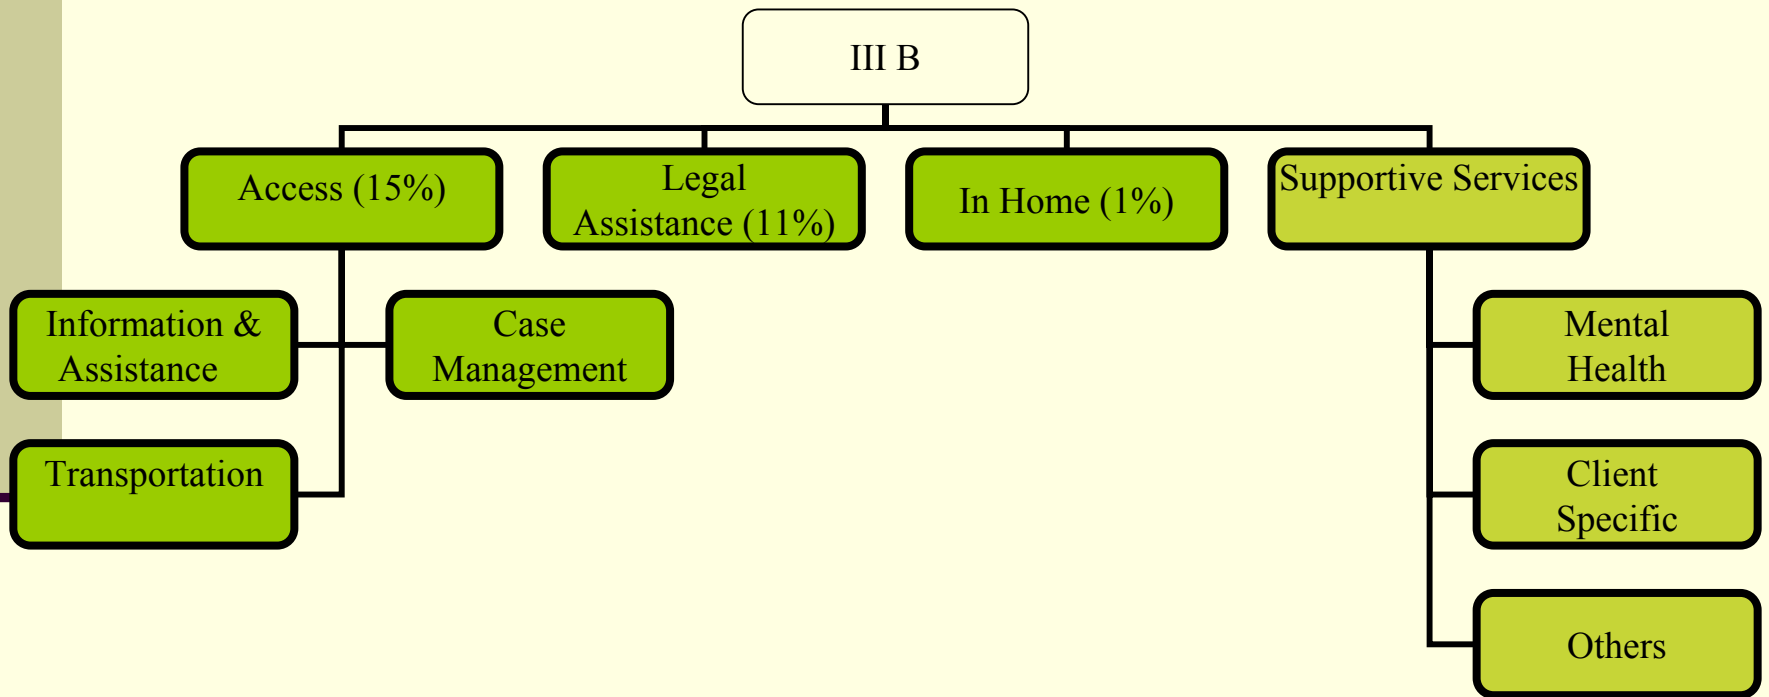 III B
Access (15%)
Legal
Assistance (11%)
In Home (1%)
Supportive Services
Information &
Assistance
Case
Management
Transportation
Mental
Health
Client
Specific
Others